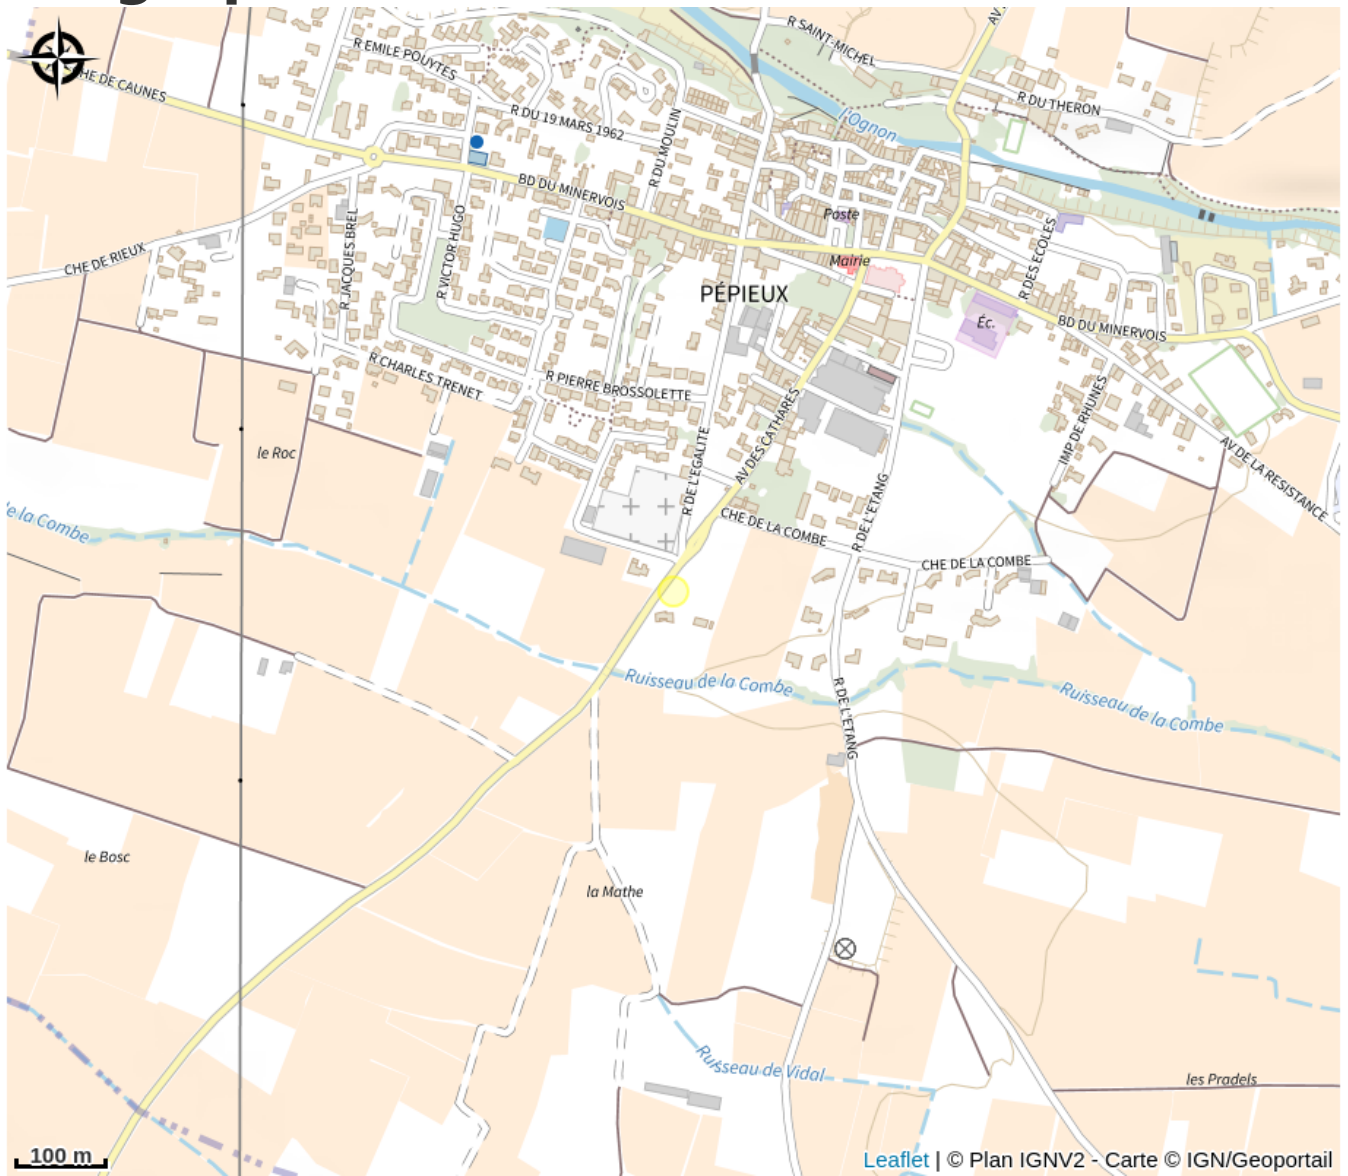 R SAINT-MICHEL
AV
R EMILE POUYTES
HE DE CAUNES
R DU THERON
l'Ognon
R DU 19 MARS 1962
R DU MOULIN
BD DU MINERVOIS
Poste
R VICTOR HUGO
R JACQUES BREL
R DES ECOLES
CHE DE RIEUX
Mairie
PÉPIEUX
Éc.
BD DU MINERVOIS
R CHARLES TRENET
R PIERRE BROSSOLETTE
IMP DE RHUNES
AV DES CATHARES
R DE L'EGALITE
le Roc
AV DE LA RESISTANCE
R DE L'ETANG
e la Combe
CHE DE LA COMBE
CHE DE LA COMBE
Ruisseau de la Combe
Ruisseau de la Combe
R DE L'ETANG
le Bosc
la Mathe
Ruisseau de Vidal
les Pradels
100 m
Leaflet | © Plan IGNV2 - Carte © IGN/Geoportail